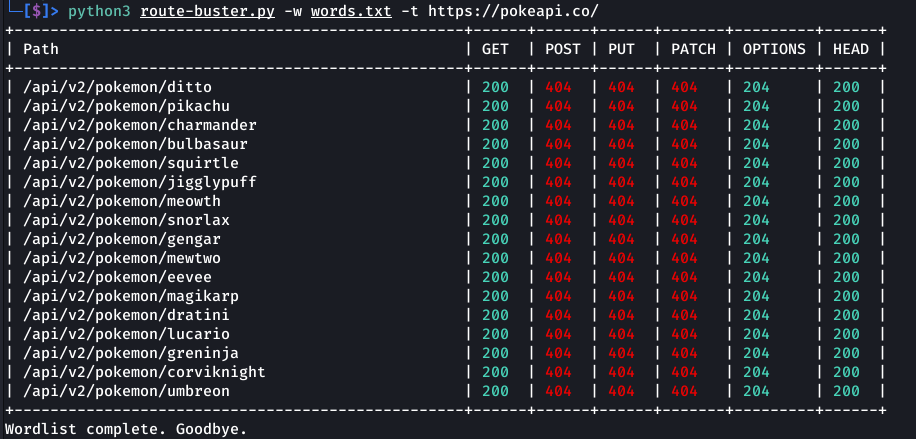 └─[$]> python3 route-buster.py -w words.txt -t https://pokeapi.co/
+--------------------------------------------+------+------+------+-------+---------+------+
| Path | GET | POST | PUT | PATCH | OPTIONS | HEAD |
+--------------------------------------------+------+------+------+-------+---------+------+
| /api/v2/pokemon/ditto | 200 | 404 | 404 | 404 | 204 | 200 |
| /api/v2/pokemon/pikachu | 200 | 404 | 404 | 404 | 204 | 200 |
| /api/v2/pokemon/charmander | 200 | 404 | 404 | 404 | 204 | 200 |
| /api/v2/pokemon/bulbasaur | 200 | 404 | 404 | 404 | 204 | 200 |
| /api/v2/pokemon/squirtle | 200 | 404 | 404 | 404 | 204 | 200 |
| /api/v2/pokemon/jigglypuff | 200 | 404 | 404 | 404 | 204 | 200 |
| /api/v2/pokemon/meowth | 200 | 404 | 404 | 404 | 204 | 200 |
| /api/v2/pokemon/snorlax | 200 | 404 | 404 | 404 | 204 | 200 |
| /api/v2/pokemon/gengar | 200 | 404 | 404 | 404 | 204 | 200 |
| /api/v2/pokemon/mewtwo | 200 | 404 | 404 | 404 | 204 | 200 |
| /api/v2/pokemon/eevee | 200 | 404 | 404 | 404 | 204 | 200 |
| /api/v2/pokemon/magikarp | 200 | 404 | 404 | 404 | 204 | 200 |
| /api/v2/pokemon/dratini | 200 | 404 | 404 | 404 | 204 | 200 |
| /api/v2/pokemon/lucario | 200 | 404 | 404 | 404 | 204 | 200 |
| /api/v2/pokemon/greninja | 200 | 404 | 404 | 404 | 204 | 200 |
| /api/v2/pokemon/corviknight | 200 | 404 | 404 | 404 | 204 | 200 |
| /api/v2/pokemon/umbreon | 200 | 404 | 404 | 404 | 204 | 200 |
+--------------------------------------------+------+------+------+-------+---------+------+
Wordlist complete. Goodbye.